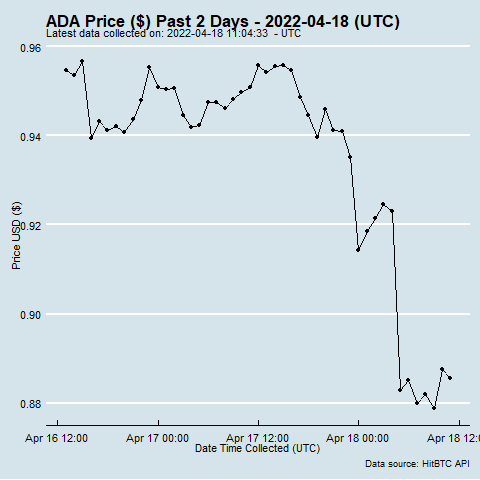 ADA Price ($) Past 2 Days - 2022-04-18 (UTC)
Latest data collected on: 2022-04-18 11:04:33 - UTC
0.96
0.94
0.92
0.90
0.88
Price USD ($)
Apr 16 12:00 Apr 17 00:00 Apr 17 12:00 Apr 18 00:00 Apr 18 12:00
Date Time Collected (UTC)
Data source: HitBTC API